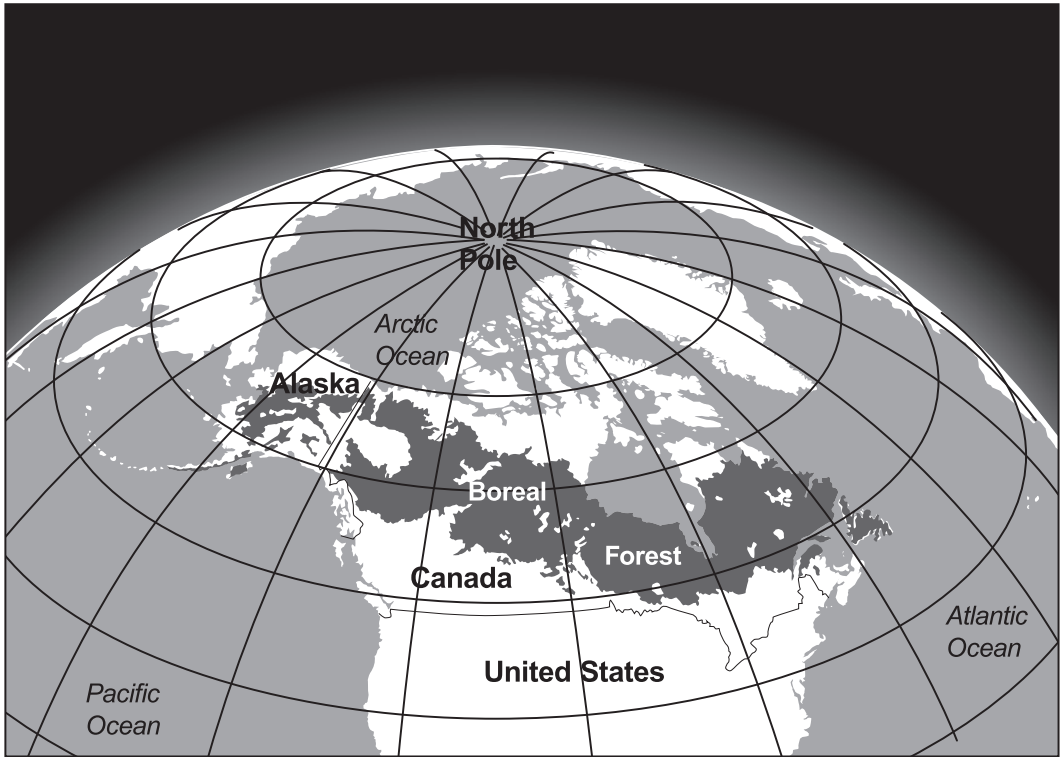 North
Pole
Arctic
Ocean
Alaska
Boreal
Forest
Canada
Atlantic
Ocean
United States
Pacific
Ocean